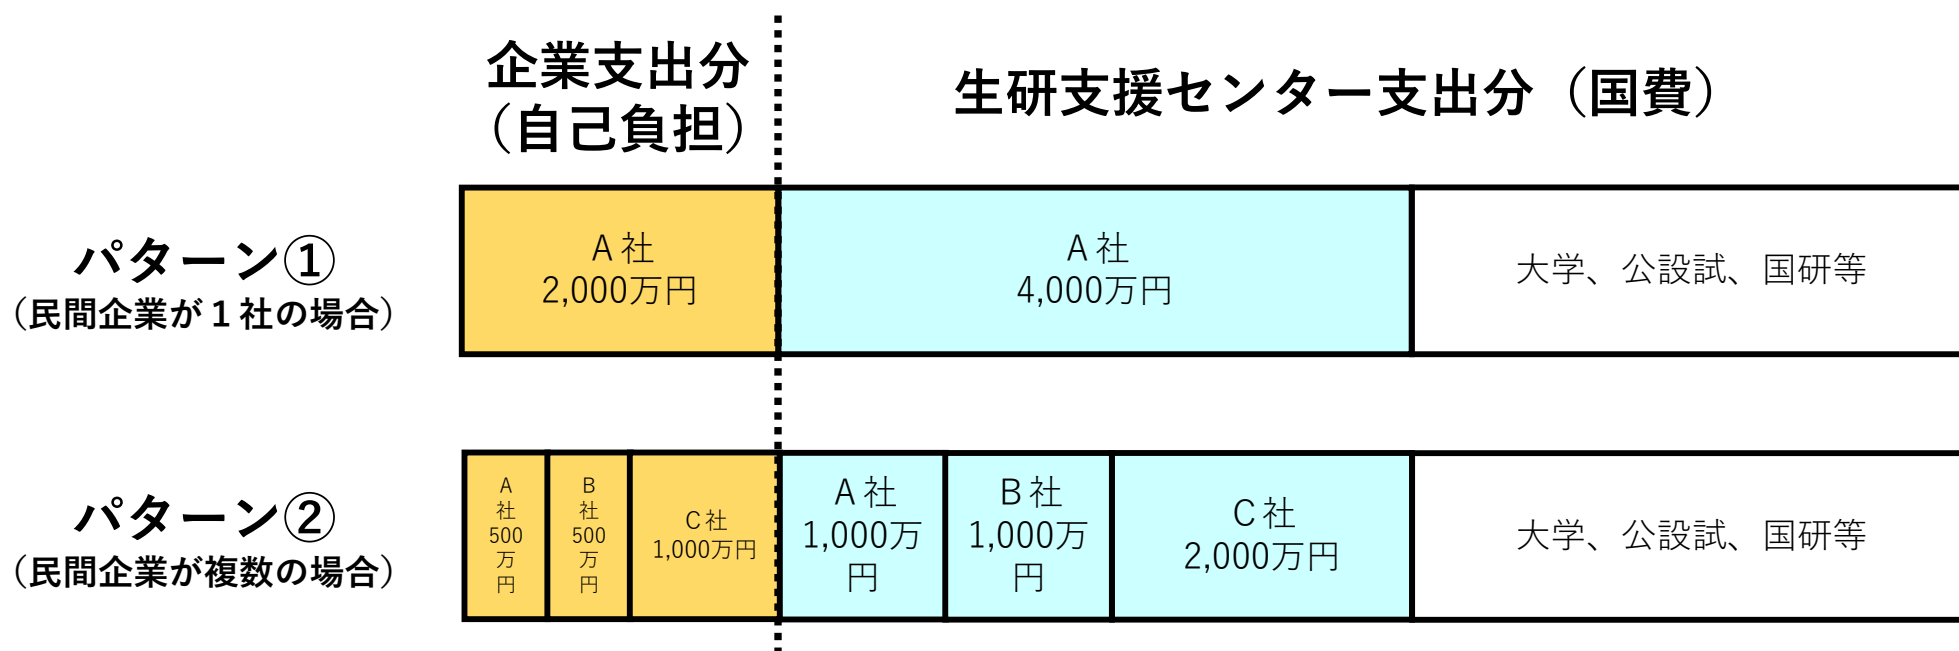 企業支出分
（自己負担）
生研支援センター支出分（国費）
パターン①
（民間企業が１社の場合）
A 社
2,000万円
A 社
4,000万円
大学、公設試、国研等
パターン②
（民間企業が複数の場合）
A
社
500
万
円
B
社
500
万
円
C 社
1,000万円
A 社
1,000万
円
B 社
1,000万
円
C 社
2,000万円
大学、公設試、国研等